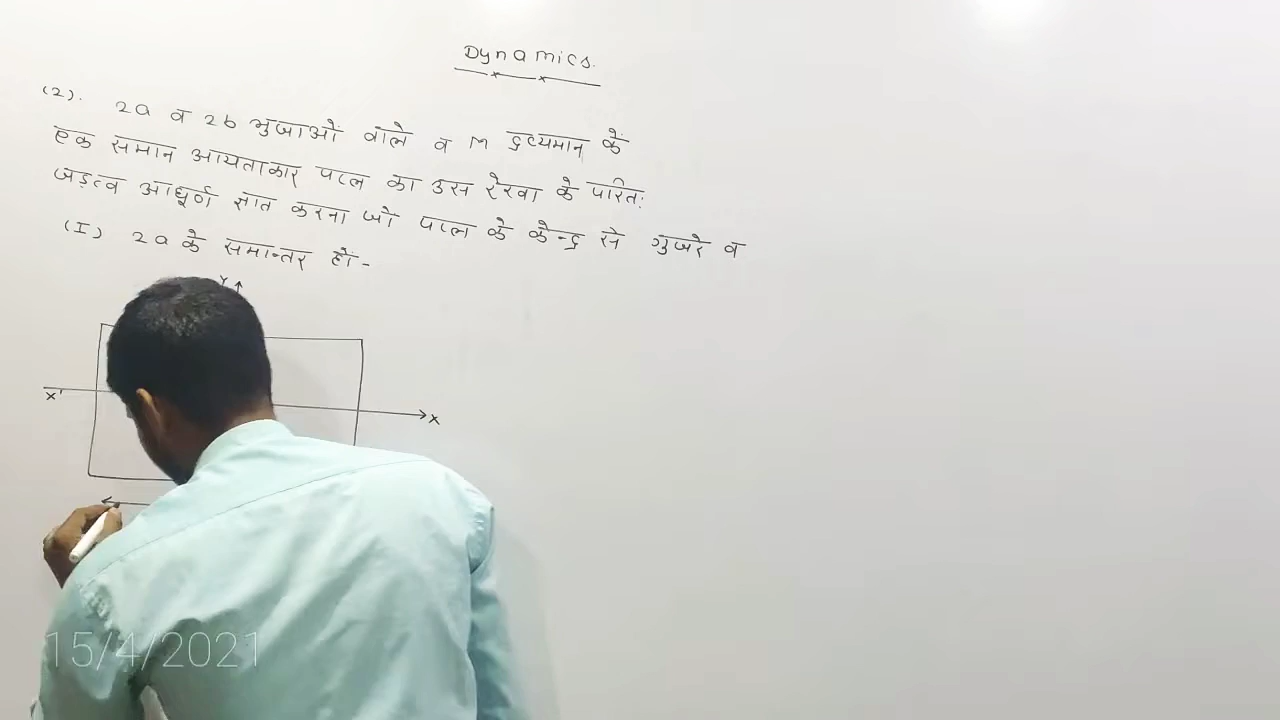 Dynamics.
(2). 2a व 2b भुजाओं वाले व M द्रव्यमान के
एक समान आयताकार पटल का उस रेखा के परितः
जड़त्व आघूर्ण ज्ञात करना जो पटल के केन्द्र से गुजरे व
(I) 2a के समान्तर हों-
Y
X'
X
15/4/2021